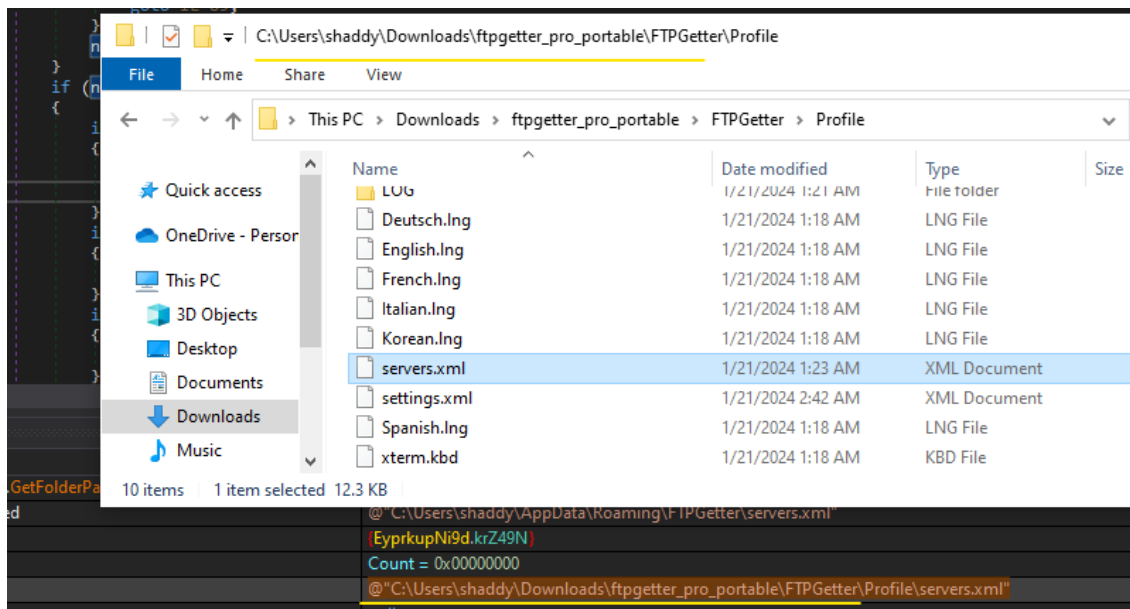 goto IL_69;
}
n
}
if (n
{
i
{
}
i
{
}
i
{
}
C:\Users\shaddy\Downloads\ftpgetter_pro_portable\FTPGetter\Profile
File Home Share View
This PC > Downloads > ftpgetter_pro_portable > FTPGetter > Profile
Name Date modified Type Size
Quick access
OneDrive - Person
This PC
3D Objects
Desktop
Documents
Downloads
Music
LOG 1/21/2024 1:21 AM File folder
Deutsch.lng 1/21/2024 1:18 AM LNG File
English.lng 1/21/2024 1:18 AM LNG File
French.lng 1/21/2024 1:18 AM LNG File
Italian.lng 1/21/2024 1:18 AM LNG File
Korean.lng 1/21/2024 1:18 AM LNG File
servers.xml 1/21/2024 1:23 AM XML Document
settings.xml 1/21/2024 2:42 AM XML Document
Spanish.lng 1/21/2024 1:18 AM LNG File
xterm.kbd 1/21/2024 1:18 AM KBD File
10 items 1 item selected 12.3 KB
.GetFolderPa
ed @"C:\Users\shaddy\AppData\Roaming\FTPGetter\servers.xml"
{EyprkupNi9d.krZ49N}
Count = 0x00000000
@"C:\Users\shaddy\Downloads\ftpgetter_pro_portable\FTPGetter\Profile\servers.xml"